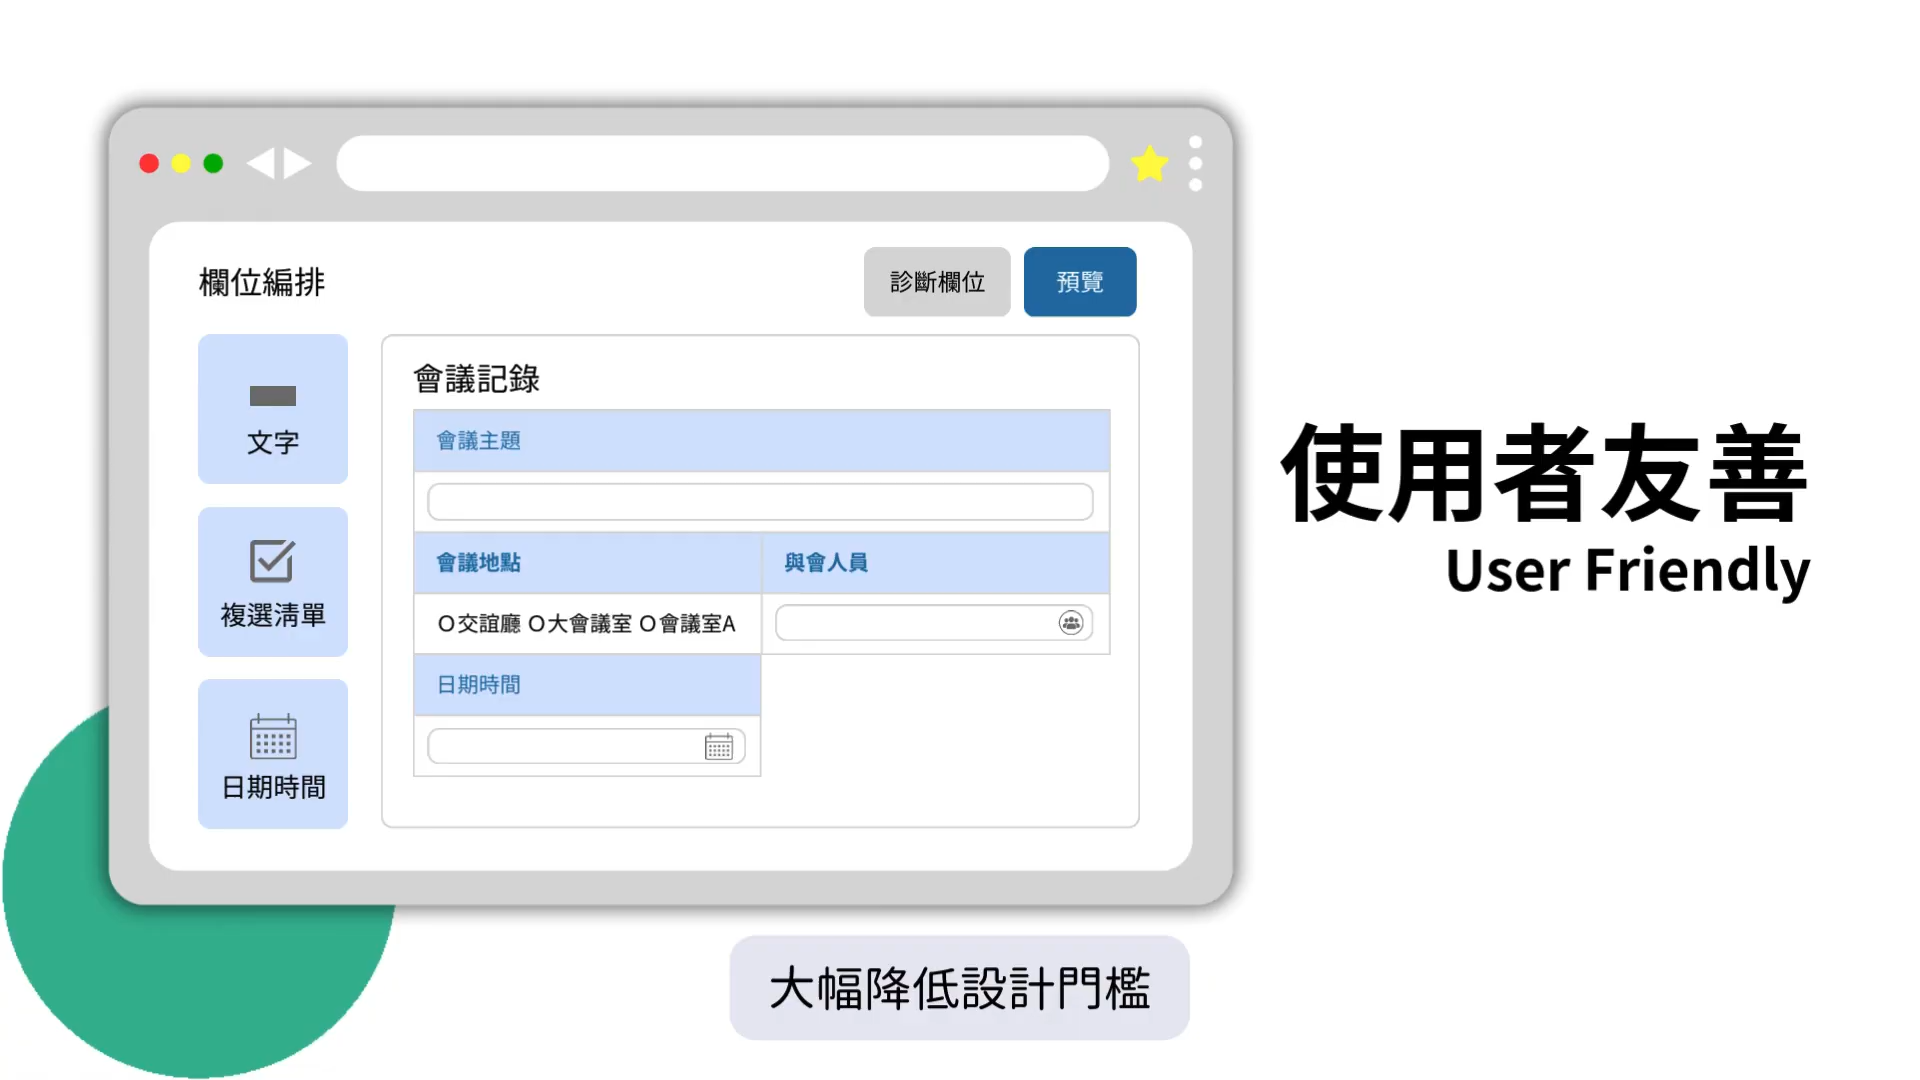 欄位編排
診斷欄位
預覽
文字
複選清單
日期時間
會議記錄
會議主題
會議地點
與會人員
O交誼廳 O大會議室 O會議室A
日期時間
使用者友善
User Friendly
大幅降低設計門檻